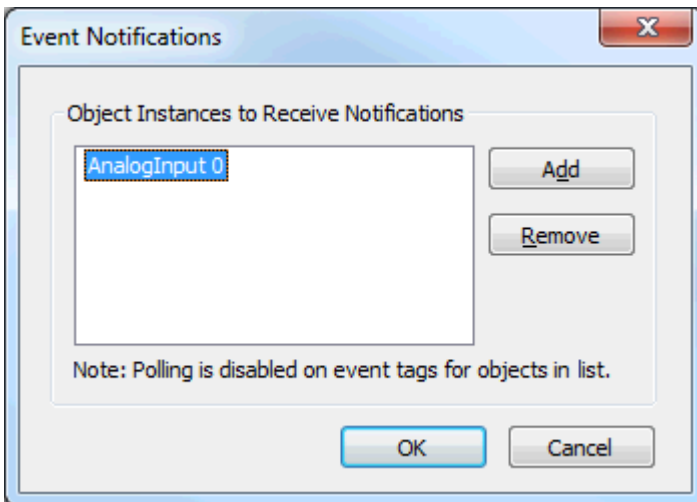 Event Notifications
Object Instances to Receive Notifications
AnalogInput 0
Add
Remove
Note: Polling is disabled on event tags for objects in list.
OK
Cancel